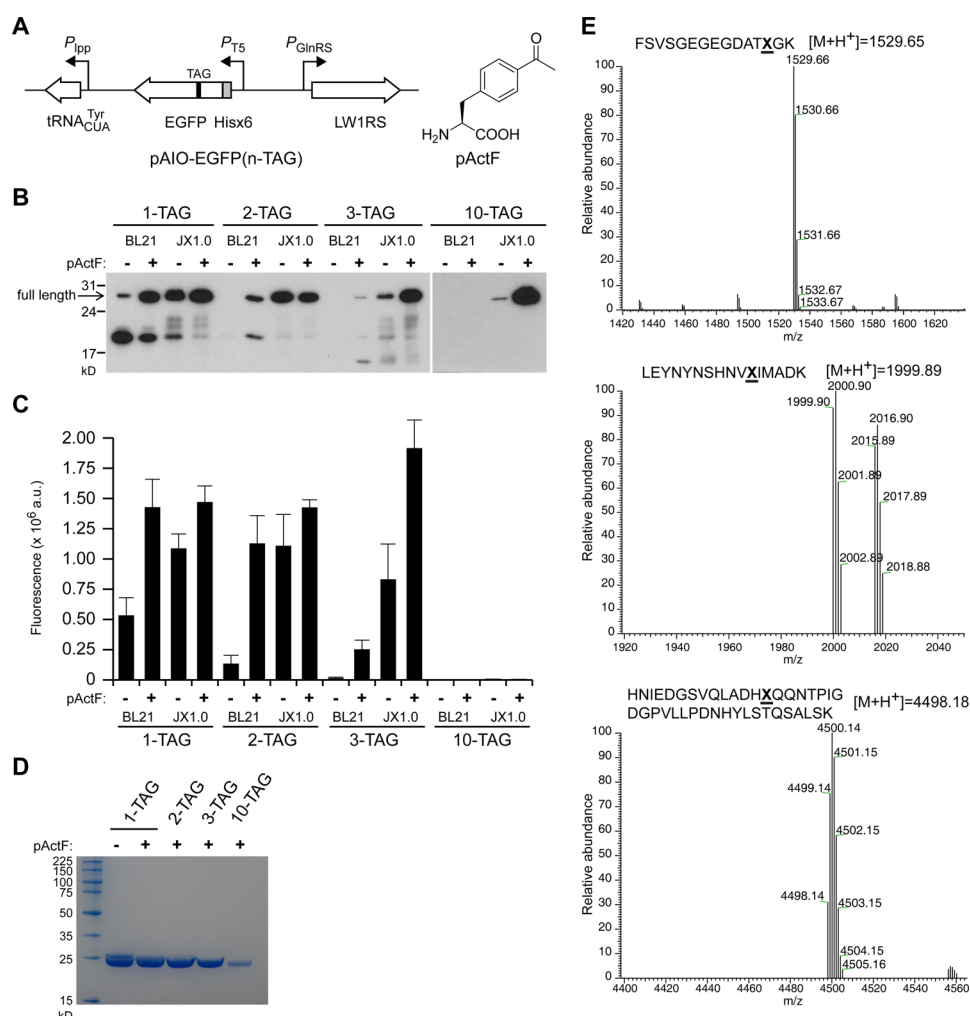 A
P lpp
P T5
P GlnRS
TAG
tRNA Tyr CUA
EGFP Hisx6
LW1RS
pAIO-EGFP(n-TAG)
O
H₂N
COOH
pActF
B
1-TAG 2-TAG 3-TAG 10-TAG
BL21 JX1.0 BL21 JX1.0 BL21 JX1.0 BL21 JX1.0
pActF: - + - + - + - + - + - + - + - +
full length
31
24
17
kD
C
Fluorescence (x 10⁶ a.u.)
2.00
1.75
1.50
1.25
1.00
0.75
0.50
0.25
0
pActF: - + - + - + - + - + - + - + - +
BL21 JX1.0 BL21 JX1.0 BL21 JX1.0 BL21 JX1.0
1-TAG 2-TAG 3-TAG 10-TAG
D
1-TAG 2-TAG 3-TAG 10-TAG
pActF: - + + + +
225
150
100
75
50
35
25
15
kD
E
FSVSGEGEGDATXGK [M+H⁺]=1529.65
1529.66
1530.66
1531.66
1532.67
1533.67
Relative abundance
100
90
80
70
60
50
40
30
20
10
0
1420 1440 1460 1480 1500 1520 1540 1560 1580 1600 1620
m/z
LEYNYNSHNVXIMADK [M+H⁺]=1999.89
2000.90
1999.90
2016.90
2015.89
2001.89
2017.89
2002.89
2018.88
Relative abundance
100
90
80
70
60
50
40
30
20
10
0
1920 1940 1960 1980 2000 2020 2040
m/z
HNIEDGSVQLADHXQQNTPIG
DGPVLLPDNHYLSTQSALSK
[M+H⁺]=4498.18
4500.14
4501.15
4499.14
4502.15
4498.14
4503.15
4504.15
4505.16
Relative abundance
100
90
80
70
60
50
40
30
20
10
0
4400 4420 4440 4460 4480 4500 4520 4540 4560
m/z